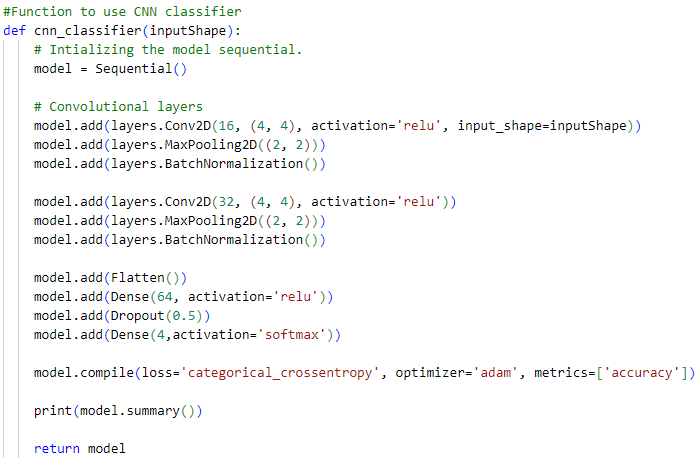 #Function to use CNN classifier
def cnn_classifier(inputShape):
    # Intializing the model sequential.
    model = Sequential()

    # Convolutional layers
    model.add(layers.Conv2D(16, (4, 4), activation='relu', input_shape=inputShape))
    model.add(layers.MaxPooling2D((2, 2)))
    model.add(layers.BatchNormalization())

    model.add(layers.Conv2D(32, (4, 4), activation='relu'))
    model.add(layers.MaxPooling2D((2, 2)))
    model.add(layers.BatchNormalization())

    model.add(Flatten())
    model.add(Dense(64, activation='relu'))
    model.add(Dropout(0.5))
    model.add(Dense(4,activation='softmax'))

    model.compile(loss='categorical_crossentropy', optimizer='adam', metrics=['accuracy'])

    print(model.summary())

    return model